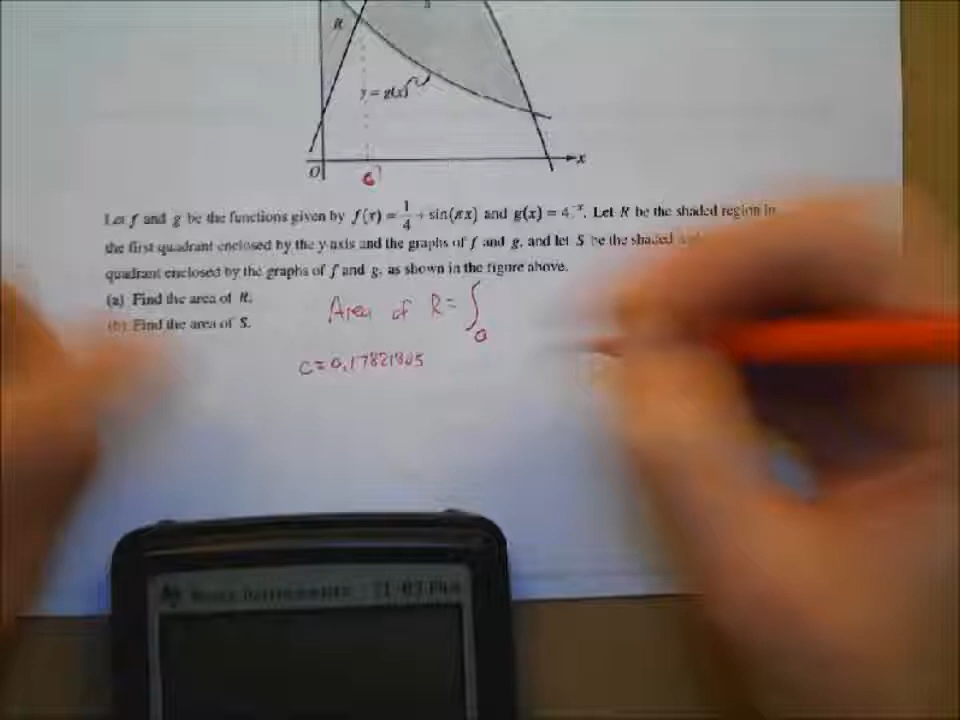 R
y = g(x)
O
x
c
Let f and g be the functions given by f(x) = 1/4 + sin(πx) and g(x) = 4^-x. Let R be the shaded region in
the first quadrant enclosed by the y-axis and the graphs of f and g, and let S be the shaded
quadrant enclosed by the graphs of f and g, as shown in the figure above.
(a) Find the area of R.
(b) Find the area of S.
Area of R = ∫
0
c = 0.17821805
Texas Instruments TI-83 Plus